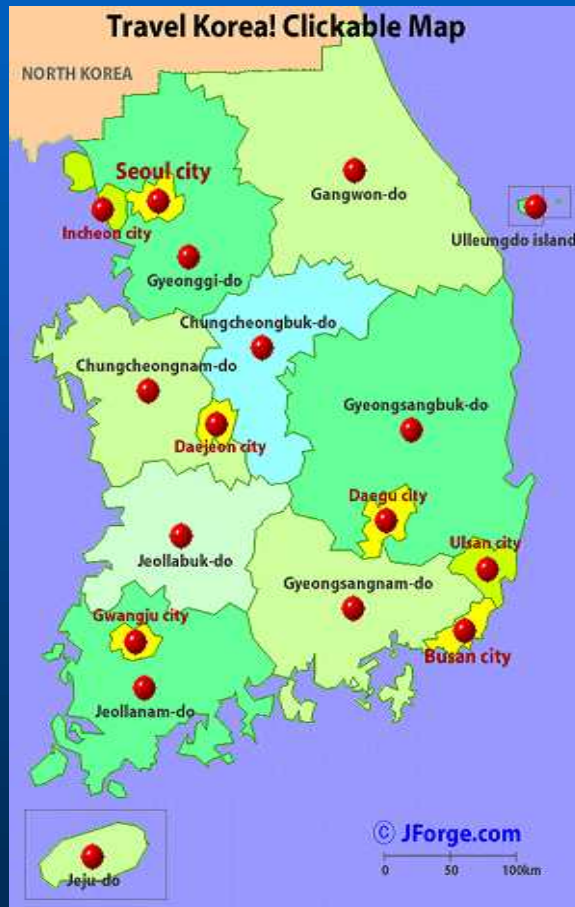 Travel Korea! Clickable Map
NORTH KOREA
Seoul city
Gangwon-do
Incheon city
Ulleungdo island
Gyeonggi-do
Chungcheongbuk-do
Chungcheongnam-do
Gyeongsangbuk-do
Daejeon city
Daegu city
Ulsan city
Jeollabuk-do
Gyeongsangnam-do
Gwangju city
Busan city
Jeollanam-do
© JForge.com
0 50 100km
Jeju-do